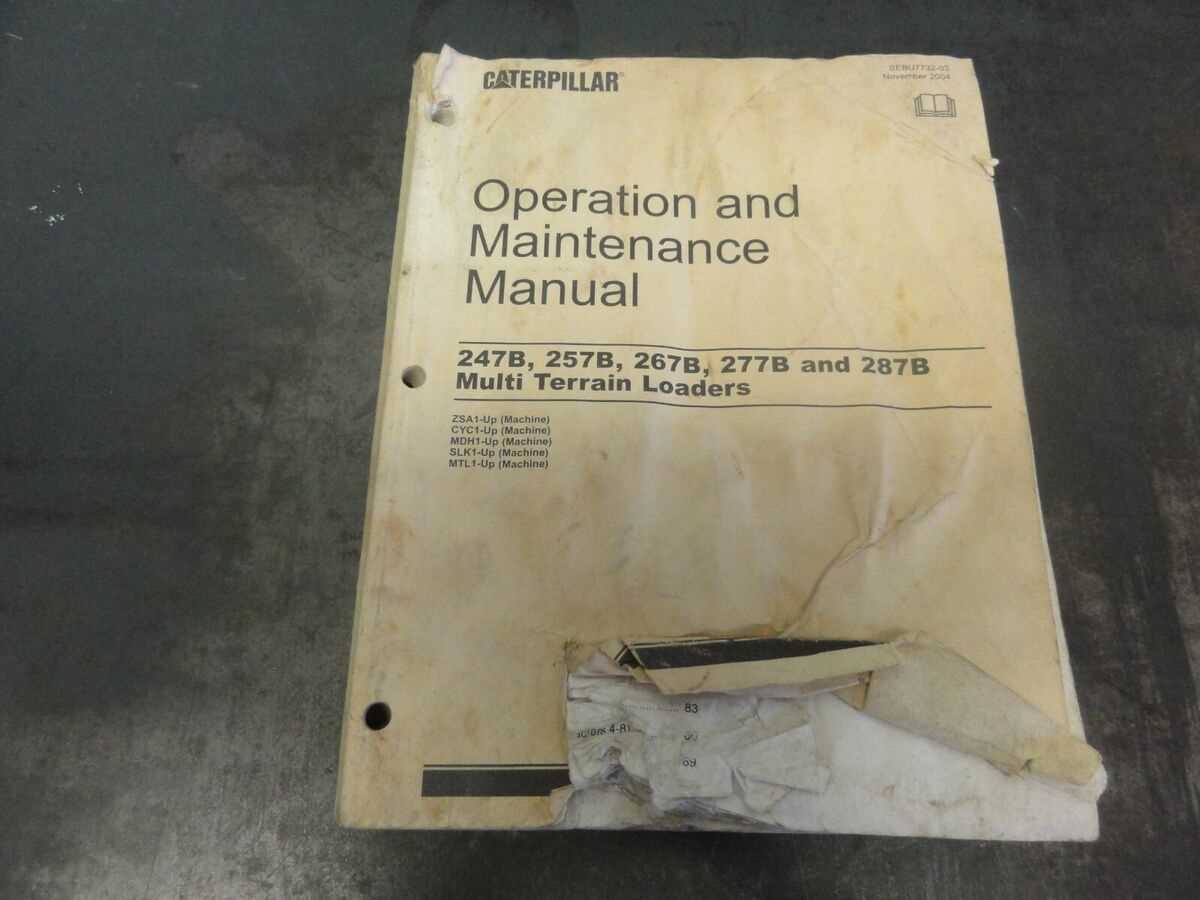 CATERPILLAR®
SEBU7732-03
November 2004
Operation and
Maintenance
Manual
247B, 257B, 267B, 277B and 287B
Multi Terrain Loaders
ZSA1-Up (Machine)
CYC1-Up (Machine)
MDH1-Up (Machine)
SLK1-Up (Machine)
MTL1-Up (Machine)
83